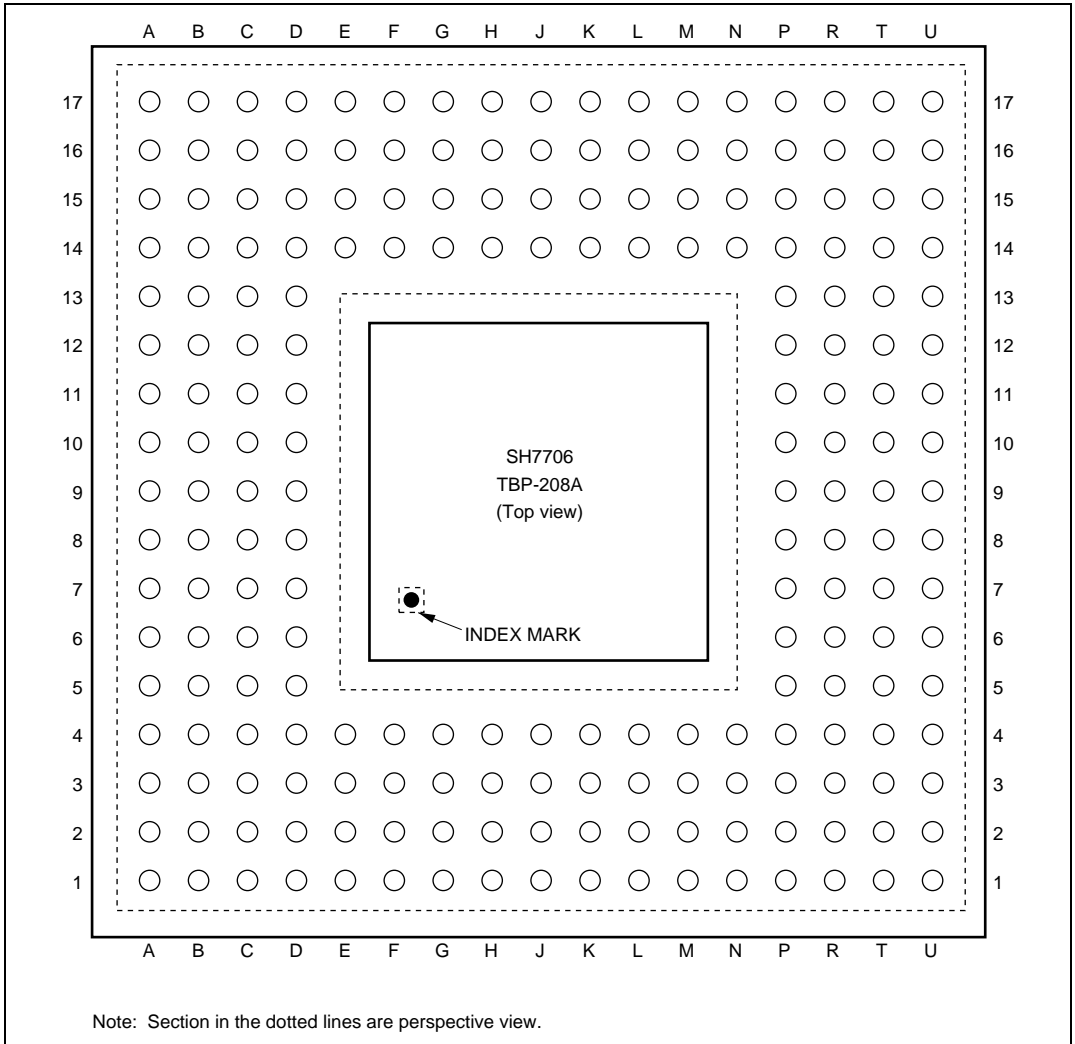 A B C D E F G H J K L M N P R T U
17 17
16 16
15 15
14 14
13 13
12 12
11 11
10 10
SH7706
9 TBP-208A 9
(Top view)
8 8
7 7
INDEX MARK
6 6
5 5
4 4
3 3
2 2
1 1
A B C D E F G H J K L M N P R T U
Note: Section in the dotted lines are perspective view.